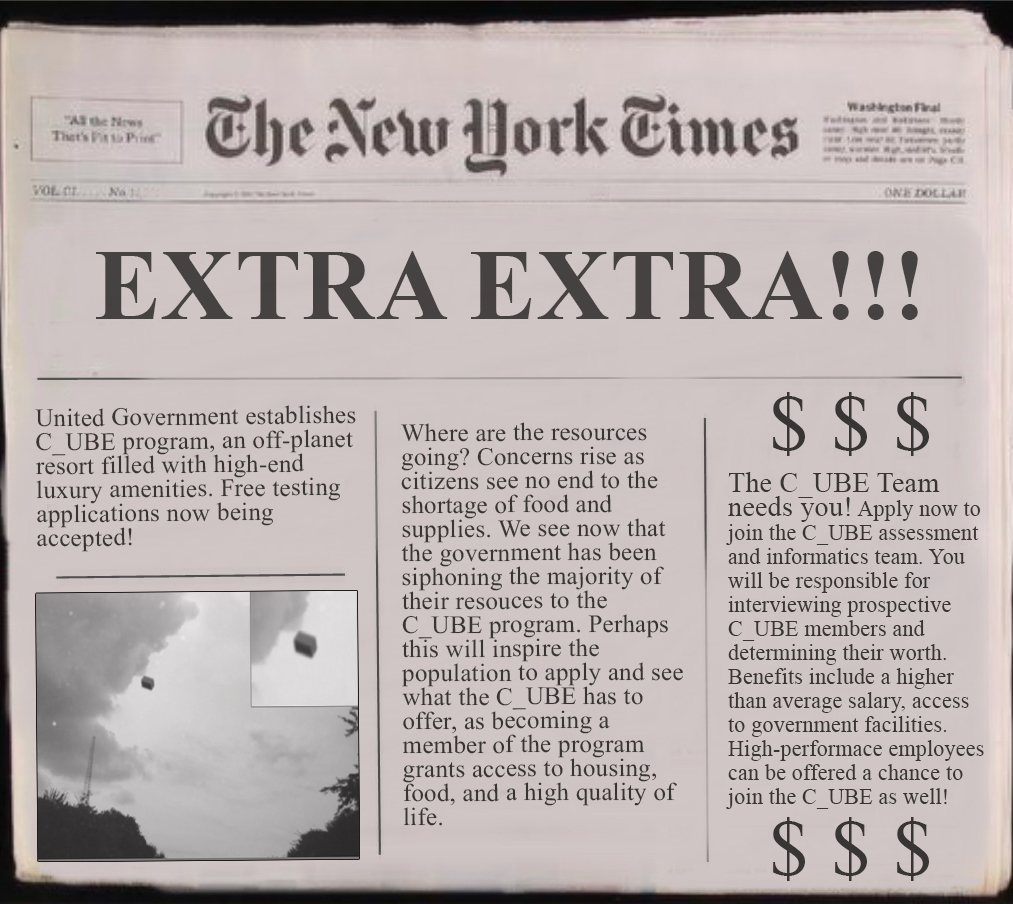 "All the News
That's Fit to Print"
The New York Times
Washington Final
VOL. CI..... No. 1
ONE DOLLAR
EXTRA EXTRA!!!
United Government establishes
C_UBE program, an off-planet
resort filled with high-end
luxury amenities. Free testing
applications now being
accepted!
Where are the resources
going? Concerns rise as
citizens see no end to the
shortage of food and
supplies. We see now that
the government has been
siphoning the majority of
their resouces to the
C_UBE program. Perhaps
this will inspire the
population to apply and see
what the C_UBE has to
offer, as becoming a
member of the program
grants access to housing,
food, and a high quality of
life.
$ $ $
The C_UBE Team
needs you! Apply now to
join the C_UBE assessment
and informatics team. You
will be responsible for
interviewing prospective
C_UBE members and
determining their worth.
Benefits include a higher
than average salary, access
to government facilities.
High-performace employees
can be offered a chance to
join the C_UBE as well!
$ $ $